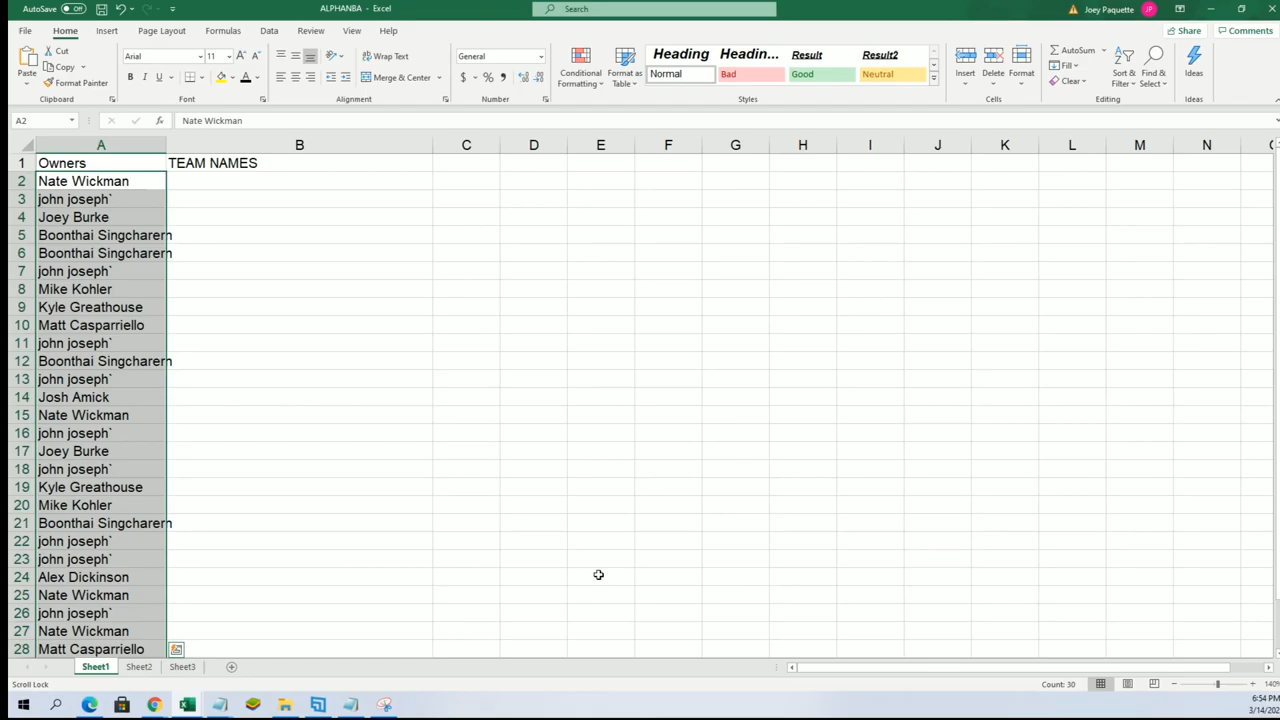 AutoSave Off ALPHANBA - Excel Search Joey Paquette JP
File Home Insert Page Layout Formulas Data Review View Help Share Comments
Paste Cut Copy Format Painter Clipboard
Arial 11 A A B I U A Font
Wrap Text Merge & Center Alignment
General $ % , Number
Conditional Formatting Format as Table
Heading Headin... Result Result2
Normal Bad Good Neutral
Styles
Insert Delete Format Cells
AutoSum Fill Clear Sort & Filter Find & Select Editing
Ideas Ideas
A2 fx Nate Wickman
A B C D E F G H I J K L M N
1 Owners TEAM NAMES
2 Nate Wickman
3 john joseph`
4 Joey Burke
5 Boonthai Singcharern
6 Boonthai Singcharern
7 john joseph`
8 Mike Kohler
9 Kyle Greathouse
10 Matt Casparriello
11 john joseph`
12 Boonthai Singcharern
13 john joseph`
14 Josh Amick
15 Nate Wickman
16 john joseph`
17 Joey Burke
18 john joseph`
19 Kyle Greathouse
20 Mike Kohler
21 Boonthai Singcharern
22 john joseph`
23 john joseph`
24 Alex Dickinson
25 Nate Wickman
26 john joseph`
27 Nate Wickman
28 Matt Casparriello
Sheet1 Sheet2 Sheet3
Scroll Lock Count: 30 140%
6:54 PM
3/14/202